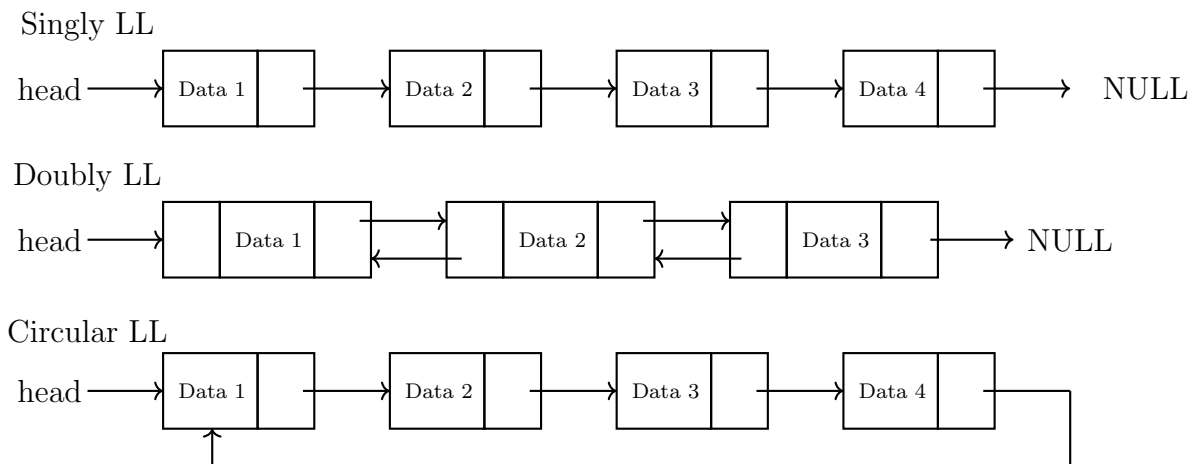 Singly LL
head Data 1 Data 2 Data 3 Data 4 NULL
Doubly LL
head Data 1 Data 2 Data 3 NULL
Circular LL
head Data 1 Data 2 Data 3 Data 4